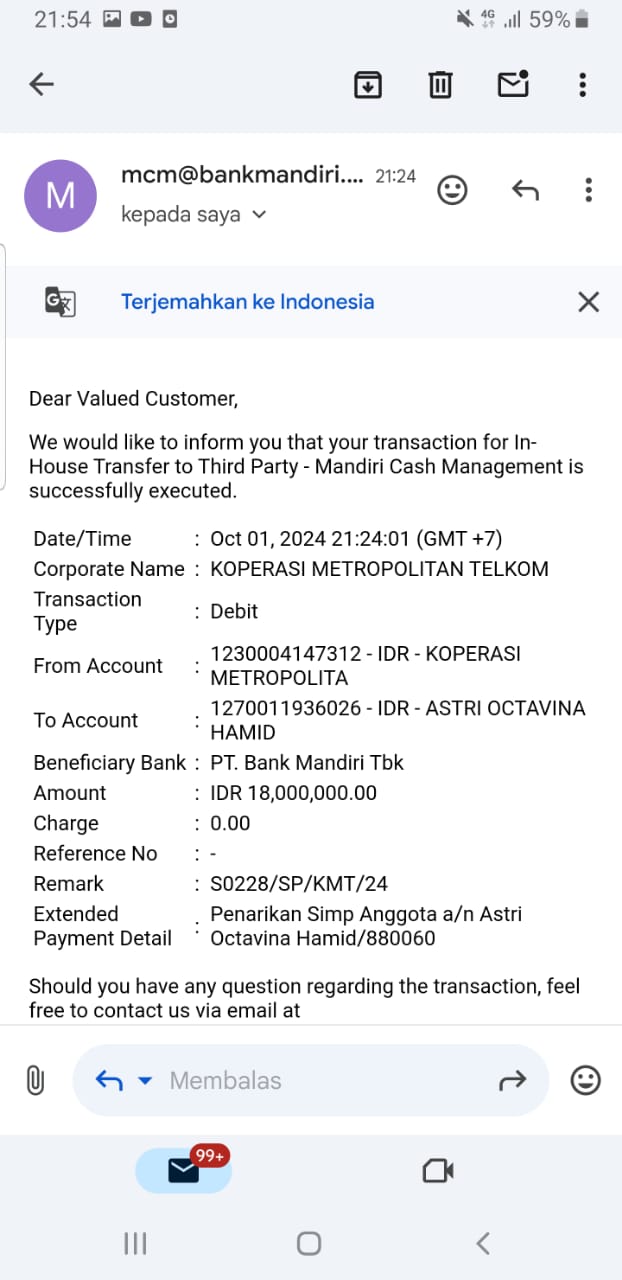 21:54 4G 59%
mcm@bankmandiri.... 21:24
M
kepada saya
Terjemahkan ke Indonesia
Dear Valued Customer,
We would like to inform you that your transaction for In-
House Transfer to Third Party - Mandiri Cash Management is
successfully executed.
Date/Time : Oct 01, 2024 21:24:01 (GMT +7)
Corporate Name : KOPERASI METROPOLITAN TELKOM
Transaction
Type : Debit
From Account : 1230004147312 - IDR - KOPERASI
METROPOLITA
To Account : 1270011936026 - IDR - ASTRI OCTAVINA
HAMID
Beneficiary Bank : PT. Bank Mandiri Tbk
Amount : IDR 18,000,000.00
Charge : 0.00
Reference No : -
Remark : S0228/SP/KMT/24
Extended
Payment Detail : Penarikan Simp Anggota a/n Astri
Octavina Hamid/880060
Should you have any question regarding the transaction, feel
free to contact us via email at
Membalas
99+